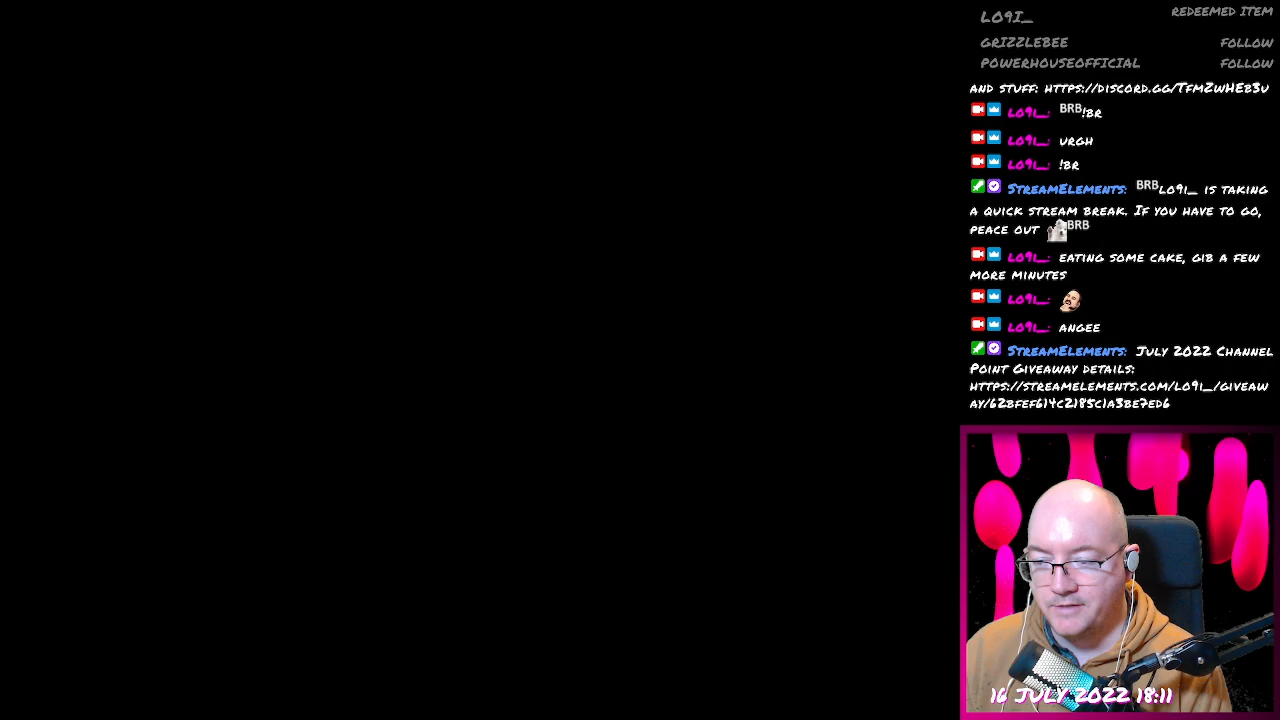 LO9I_ REDEEMED ITEM
GRIZZLEBEE FOLLOW
POWERHOUSEOFFICIAL FOLLOW
AND STUFF: HTTPS://DISCORD.GG/TFMZWHEB3U
LO9I_: BRB !BR
LO9I_: URGH
LO9I_: !BR
STREAMELEMENTS: BRB LO9I_ IS TAKING
A QUICK STREAM BREAK. IF YOU HAVE TO GO,
PEACE OUT BRB
LO9I_: EATING SOME CAKE, GIB A FEW
MORE MINUTES
LO9I_:
LO9I_: ANGEE
STREAMELEMENTS: JULY 2022 CHANNEL
POINT GIVEAWAY DETAILS:
HTTPS://STREAMELEMENTS.COM/LO9I_/GIVEAW
AY/62BFEF614C2185C1A3BE7ED6
16 JULY 2022 18:11